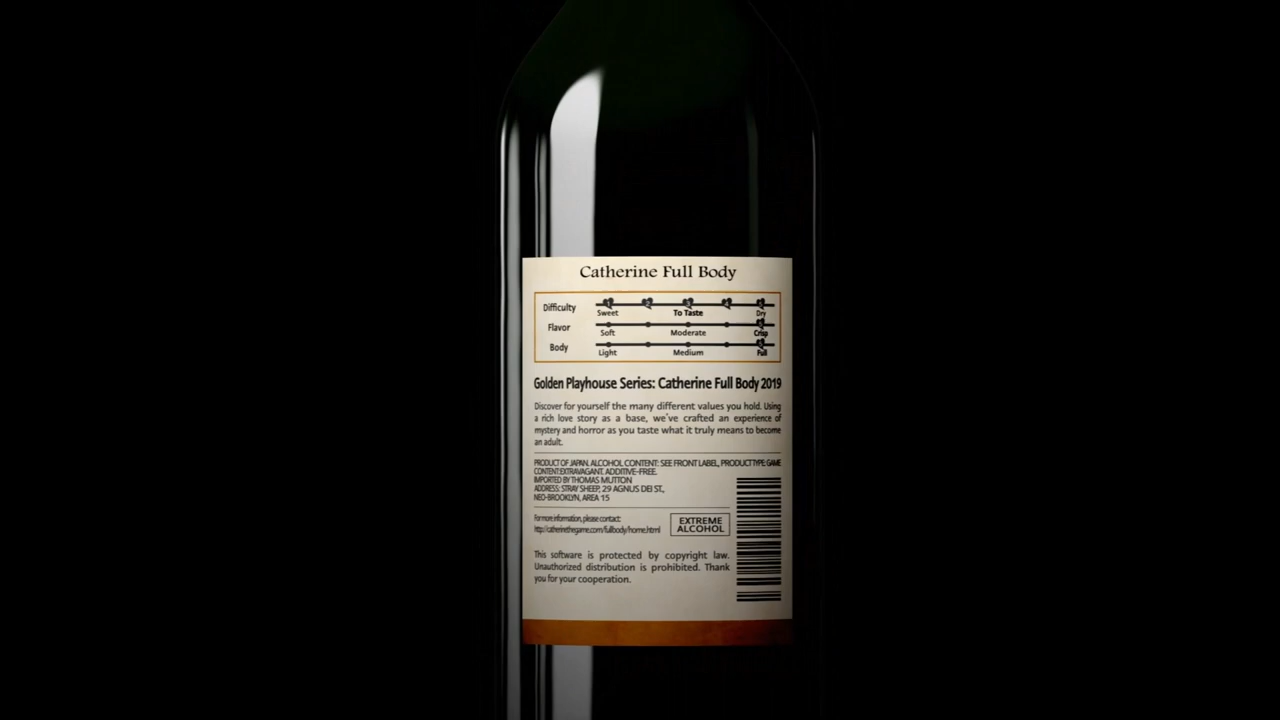 Catherine Full Body
Difficulty
Sweet To Taste Dry
Flavor
Soft Moderate Crisp
Body
Light Medium Full
Golden Playhouse Series: Catherine Full Body 2019
Discover for yourself the many different values you hold. Using
a rich love story as a base, we've crafted an experience of
mystery and horror as you taste what it truly means to become
an adult.
PRODUCT OF JAPAN. ALCOHOL CONTENT: SEE FRONT LABEL, PRODUCT TYPE: GAME
CONTENT:EXTRAVAGANT. ADDITIVE-FREE.
IMPORTED BY THOMAS MUTTON
ADDRESS: STRAY SHEEP, 29 AGNUS DEI ST.,
NEO-BROOKLYN, AREA 15
For more information, please contact:
http://catherinethegame.com/fullbody/home.html
EXTREME
ALCOHOL
This software is protected by copyright law.
Unauthorized distribution is prohibited. Thank
you for your cooperation.